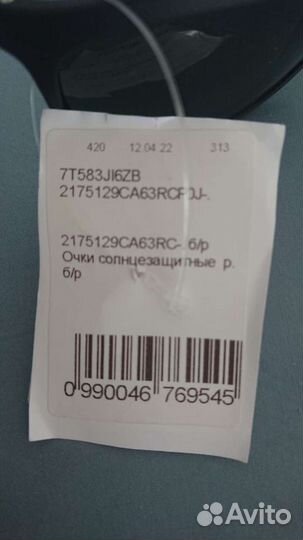 420 12.04.22 313
7T583JI6ZB
2175129CA63RCF0J-.
2175129CA63RC-. б/р
Очки солнцезащитные р.
б/р
0 990046 769545
Avito